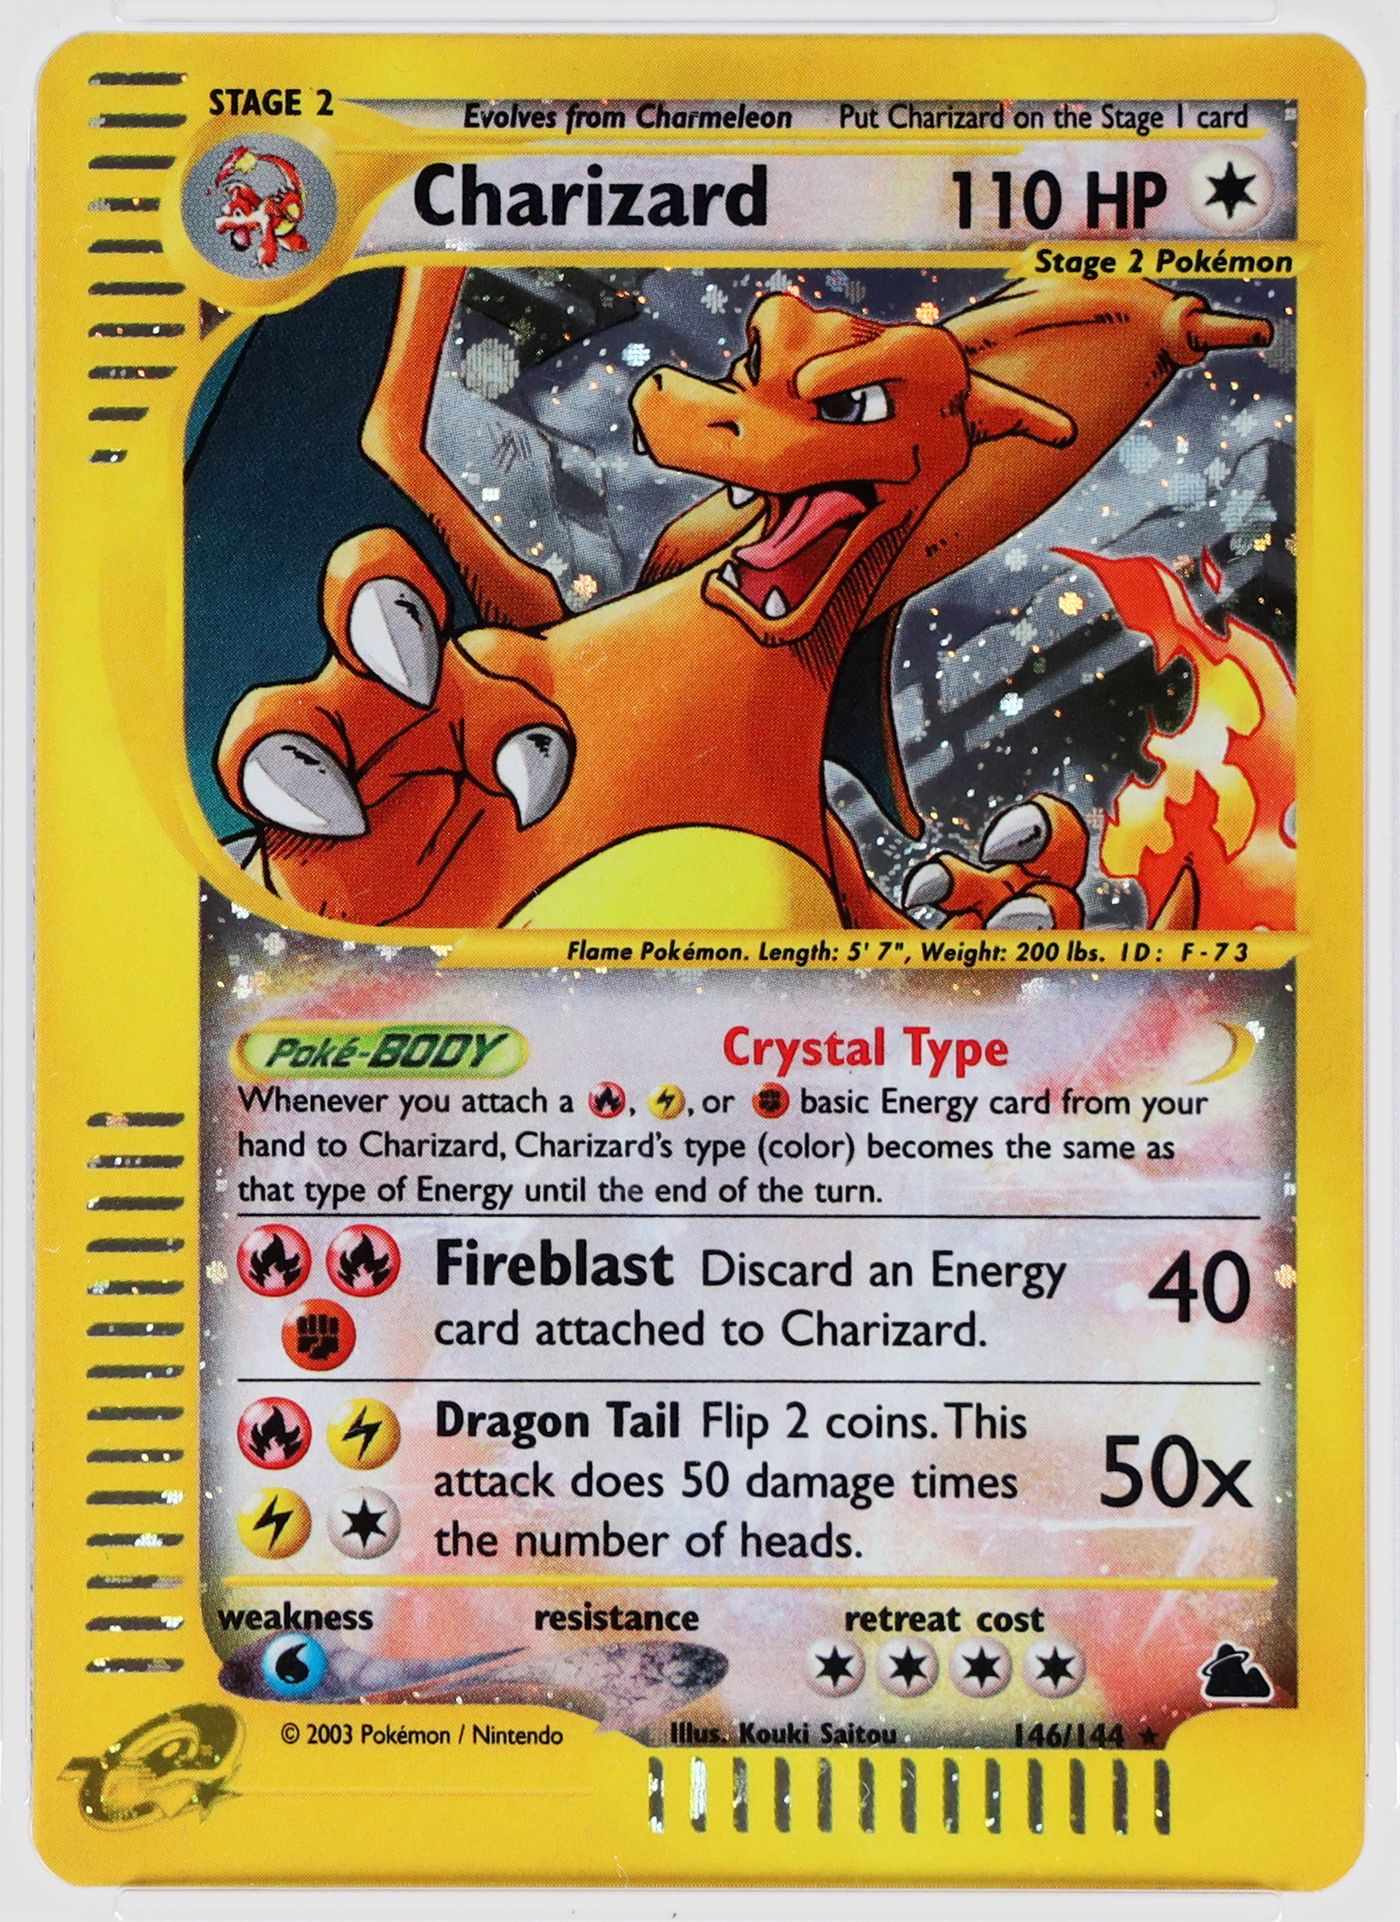 STAGE 2
Evolves from Charmeleon Put Charizard on the Stage 1 card
Charizard 110 HP
Stage 2 Pokémon
Flame Pokémon. Length: 5' 7", Weight: 200 lbs. ID: F-73
Poké-BODY Crystal Type
Whenever you attach a , , or basic Energy card from your
hand to Charizard, Charizard's type (color) becomes the same as
that type of Energy until the end of the turn.
Fireblast Discard an Energy
card attached to Charizard.
40
Dragon Tail Flip 2 coins. This
attack does 50 damage times
the number of heads.
50x
weakness resistance retreat cost
© 2003 Pokémon / Nintendo Illus. Kouki Saitou 146/144 ★